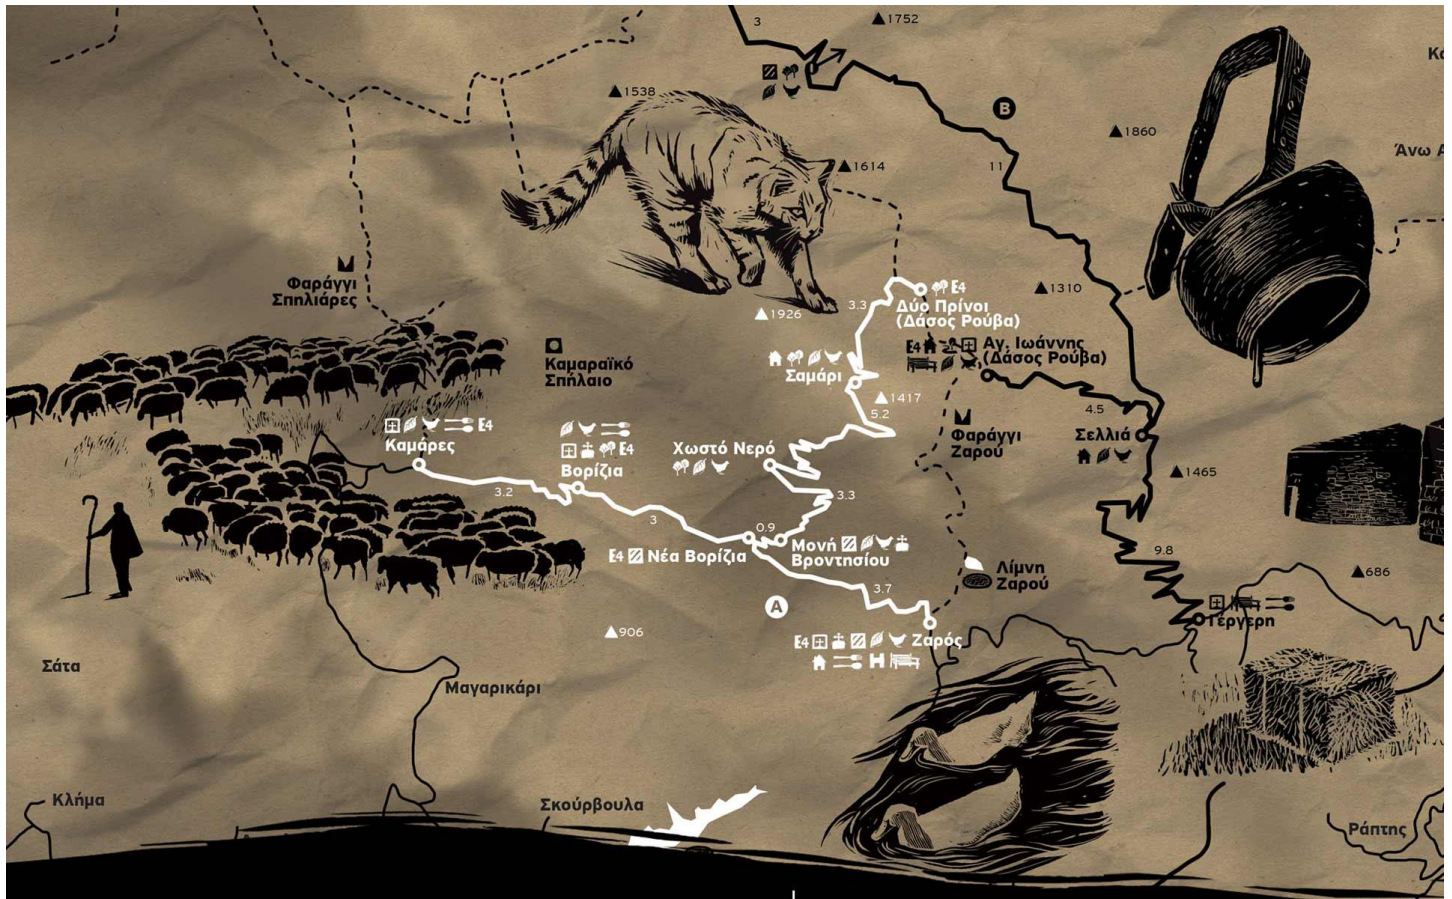 3
1752
1538
B
Κα
1860
11
1614
Άνω Α
Φαράγγι
Σπηλιάρες
3.3
E4
1310
Δύο Πρίνοι
(Δάσος Ρούβα)
1926
E4
Αγ. Ιωάννης
(Δάσος Ρούβα)
Καμαραϊκό
Σπήλαιο
Σαμάρι
1417
4.5
5.2
E4
Καμάρες
E4
Βορίζια
Χωστό Νερό
Φαράγγι
Ζαρού
Σελλιά
1465
3.2
3.3
3
0.9
E4
Νέα Βορίζια
Μονή
Βροντησίου
9.8
Λίμνη
Ζαρού
686
3.7
A
Γέργερη
906
E4
Ζαρός
H
Σάτα
Μαγαρικάρι
Κλήμα
Σκούρβουλα
Ράπτης